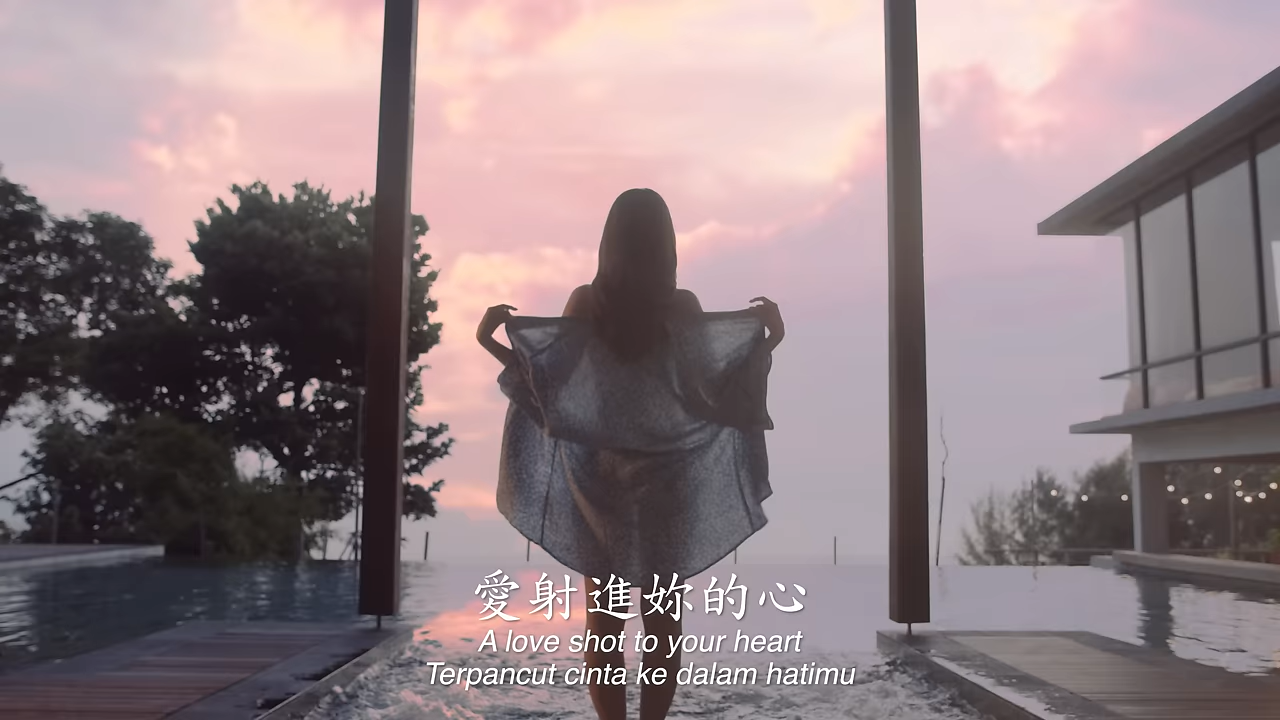 愛射進妳的心
A love shot to your heart
Terpancut cinta ke dalam hatimu